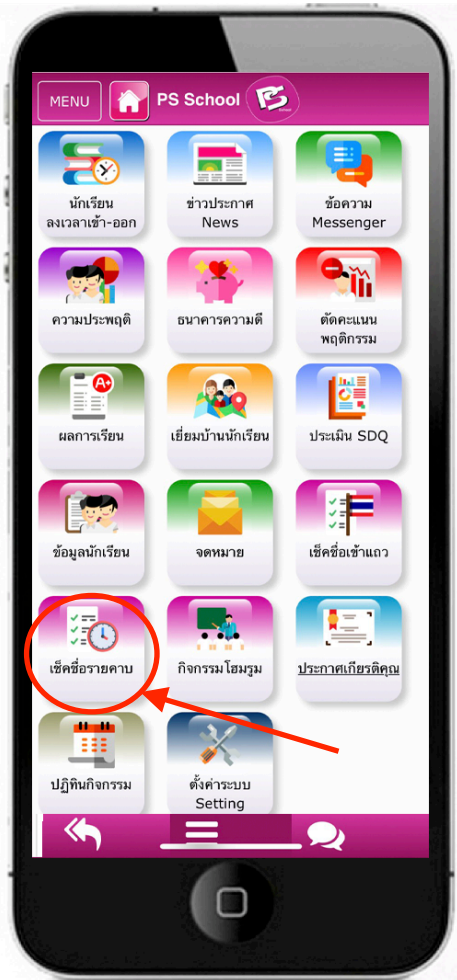 MENU
PS School
PS
นักเรียน
ลงเวลาเข้า-ออก
ข่าวประกาศ
News
ข้อความ
Messenger
ความประพฤติ
ธนาคารความดี
ตัดคะแนน
พฤติกรรม
A+
ผลการเรียน
เยี่ยมบ้านนักเรียน
ประเมิน SDQ
ข้อมูลนักเรียน
จดหมาย
เช็คชื่อเข้าแถว
เช็คชื่อรายคาบ
กิจกรรมโฮมรูม
ประกาศเกียรติคุณ
ปฏิทินกิจกรรม
ตั้งค่าระบบ
Setting